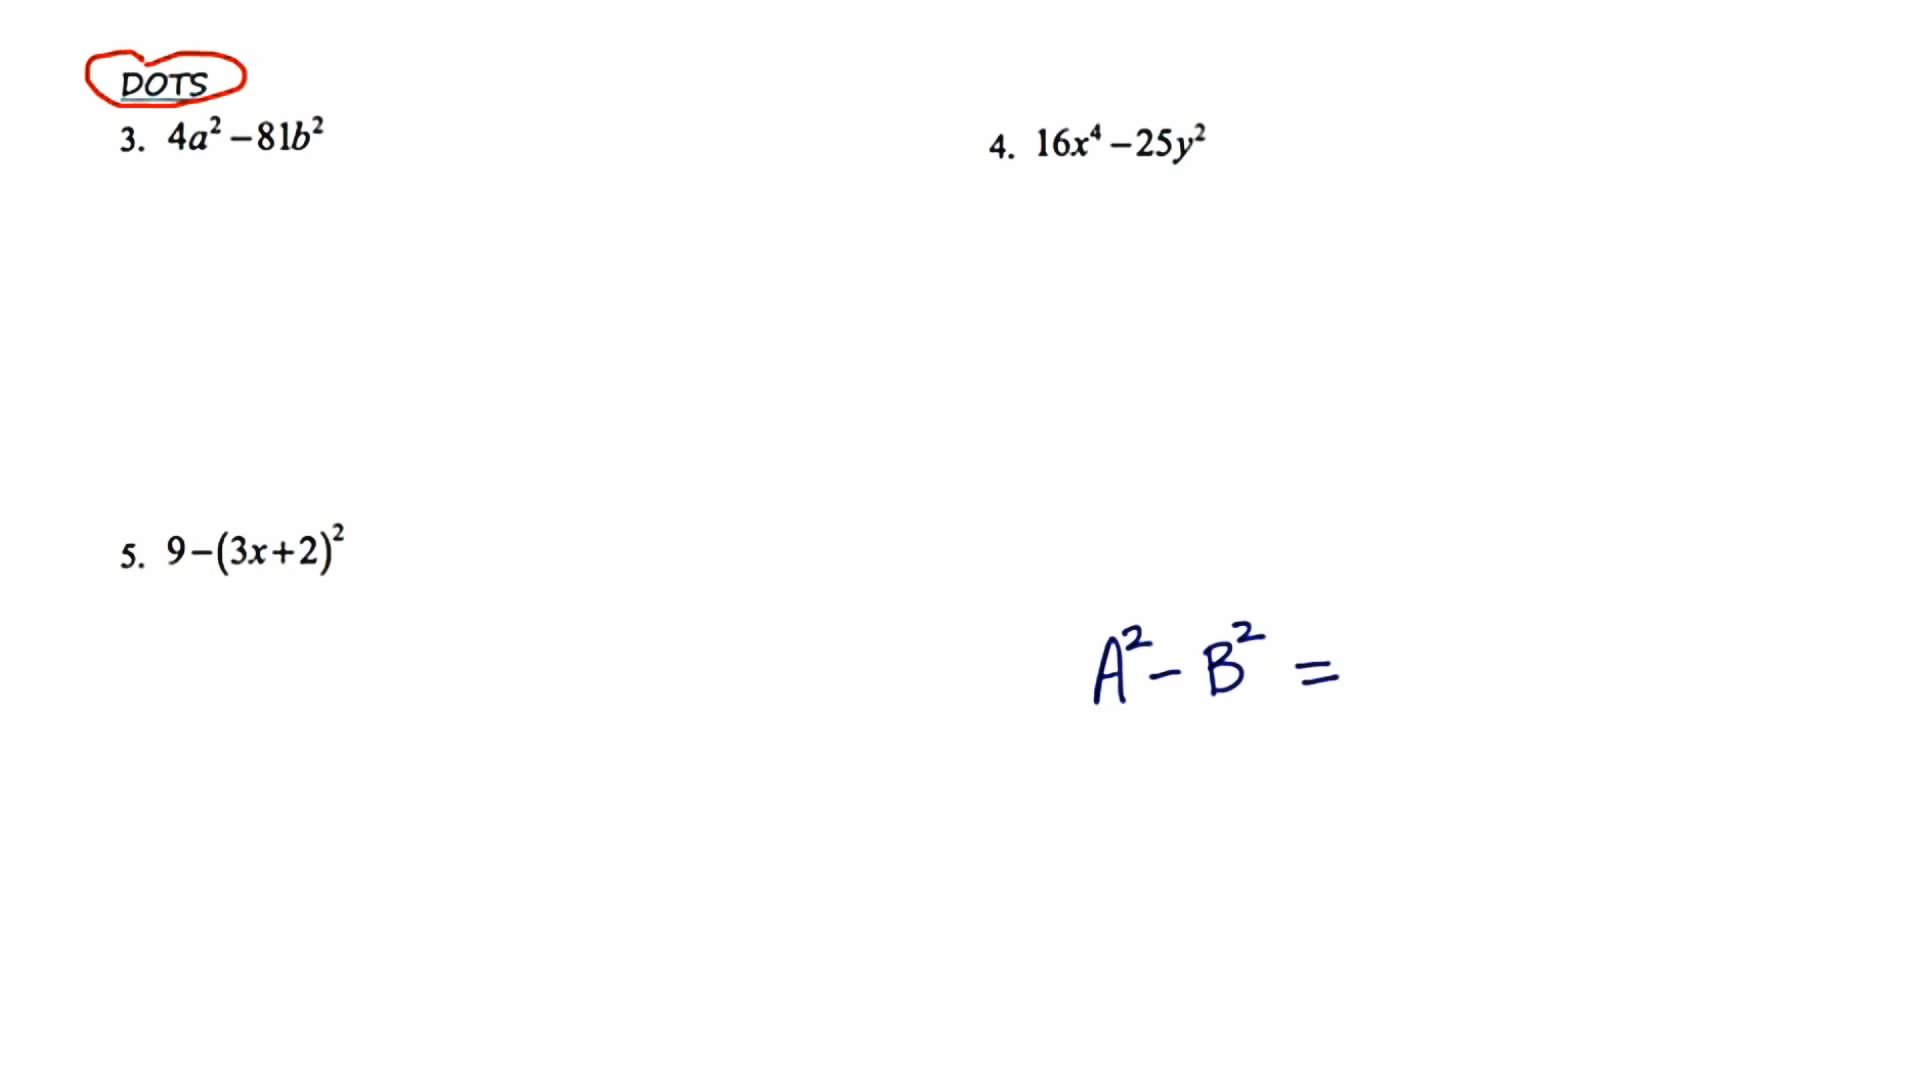 DOTS
3. 4a² – 81b²
4. 16x⁴ – 25y²
5. 9 – (3x + 2)²
A² – B² =